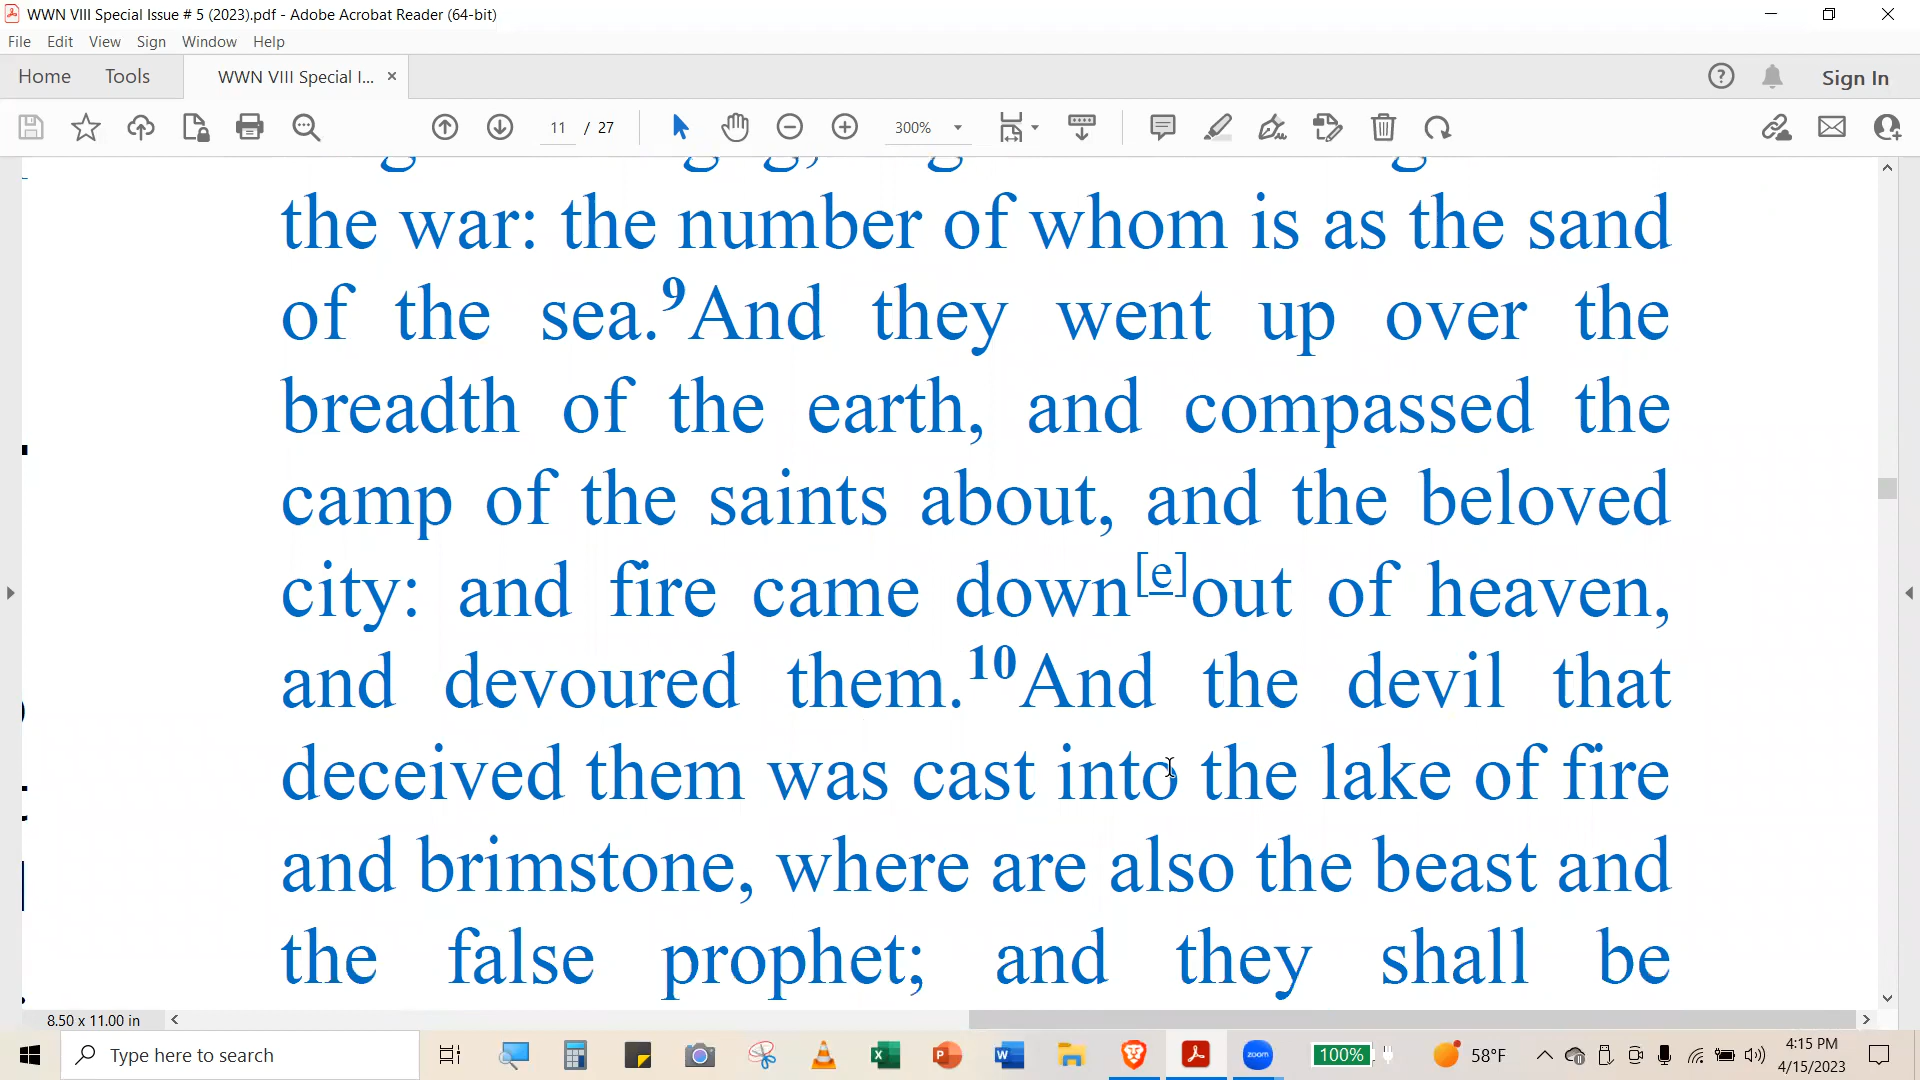 WWN VIII Special Issue # 5 (2023).pdf - Adobe Acrobat Reader (64-bit)
File Edit View Sign Window Help
Home Tools WWN VIII Special I... × Sign In
11 / 27 300%
the war: the number of whom is as the sand
of the sea.9And they went up over the
breadth of the earth, and compassed the
camp of the saints about, and the beloved
city: and fire came down[e]out of heaven,
and devoured them.10And the devil that
deceived them was cast into the lake of fire
and brimstone, where are also the beast and
the false prophet; and they shall be
8.50 x 11.00 in
Type here to search
zoom
100%
58°F
4:15 PM
4/15/2023